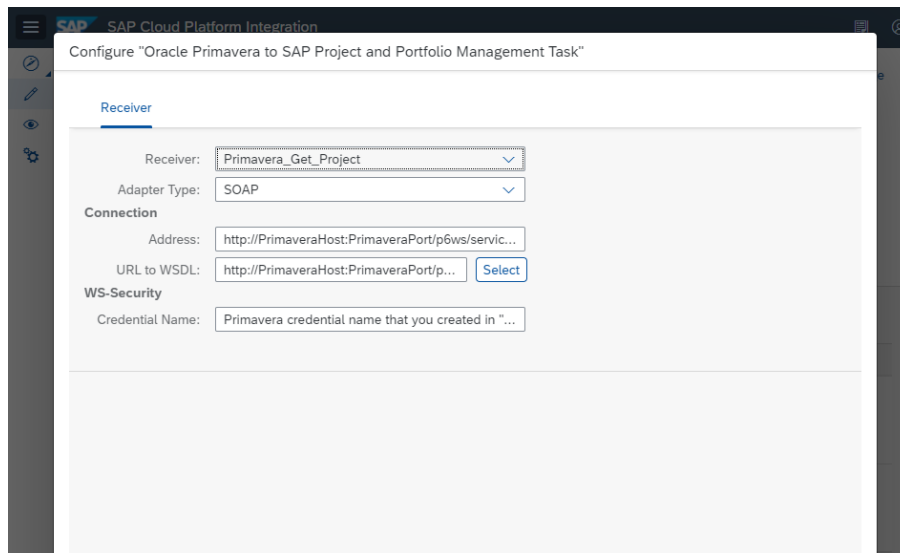 SAP SAP Cloud Platform Integration
Configure "Oracle Primavera to SAP Project and Portfolio Management Task"
Receiver
Receiver: Primavera_Get_Project
Adapter Type: SOAP
Connection
Address: http://PrimaveraHost:PrimaveraPort/p6ws/servic...
URL to WSDL: http://PrimaveraHost:PrimaveraPort/p... Select
WS-Security
Credential Name: Primavera credential name that you created in "...